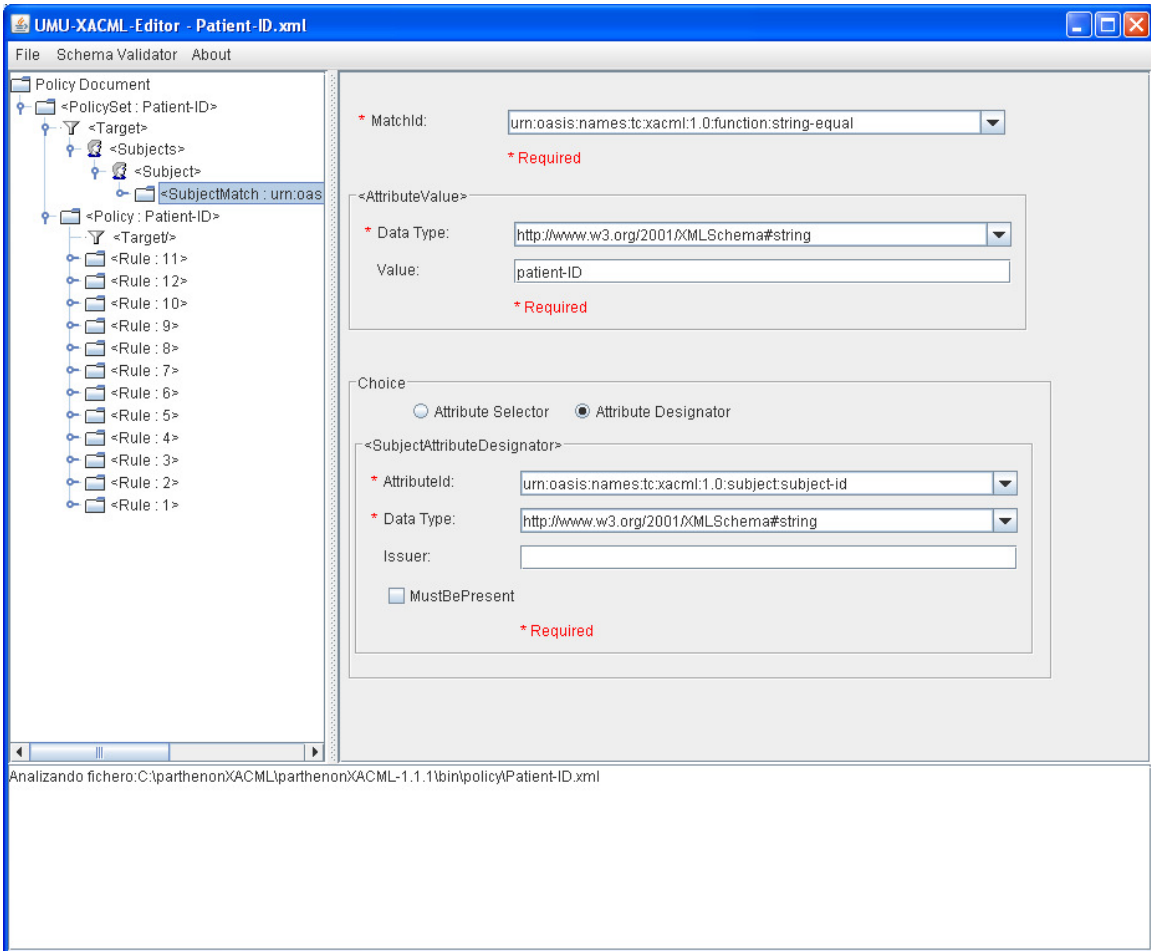 UMU-XACML-Editor - Patient-ID.xml
File Schema Validator About
Policy Document
<PolicySet : Patient-ID>
<Target>
<Subjects>
<Subject>
<SubjectMatch : urn:oas
<Policy : Patient-ID>
<Target/>
<Rule : 11>
<Rule : 12>
<Rule : 10>
<Rule : 9>
<Rule : 8>
<Rule : 7>
<Rule : 6>
<Rule : 5>
<Rule : 4>
<Rule : 3>
<Rule : 2>
<Rule : 1>
* MatchId: urn:oasis:names:tc:xacml:1.0:function:string-equal
* Required
<AttributeValue>
* Data Type: http://www.w3.org/2001/XMLSchema#string
Value: patient-ID
* Required
Choice
Attribute Selector Attribute Designator
<SubjectAttributeDesignator>
* AttributeId: urn:oasis:names:tc:xacml:1.0:subject:subject-id
* Data Type: http://www.w3.org/2001/XMLSchema#string
Issuer:
MustBePresent
* Required
Analizando fichero:C:\parthenonXACML\parthenonXACML-1.1.1\bin\policy\Patient-ID.xml